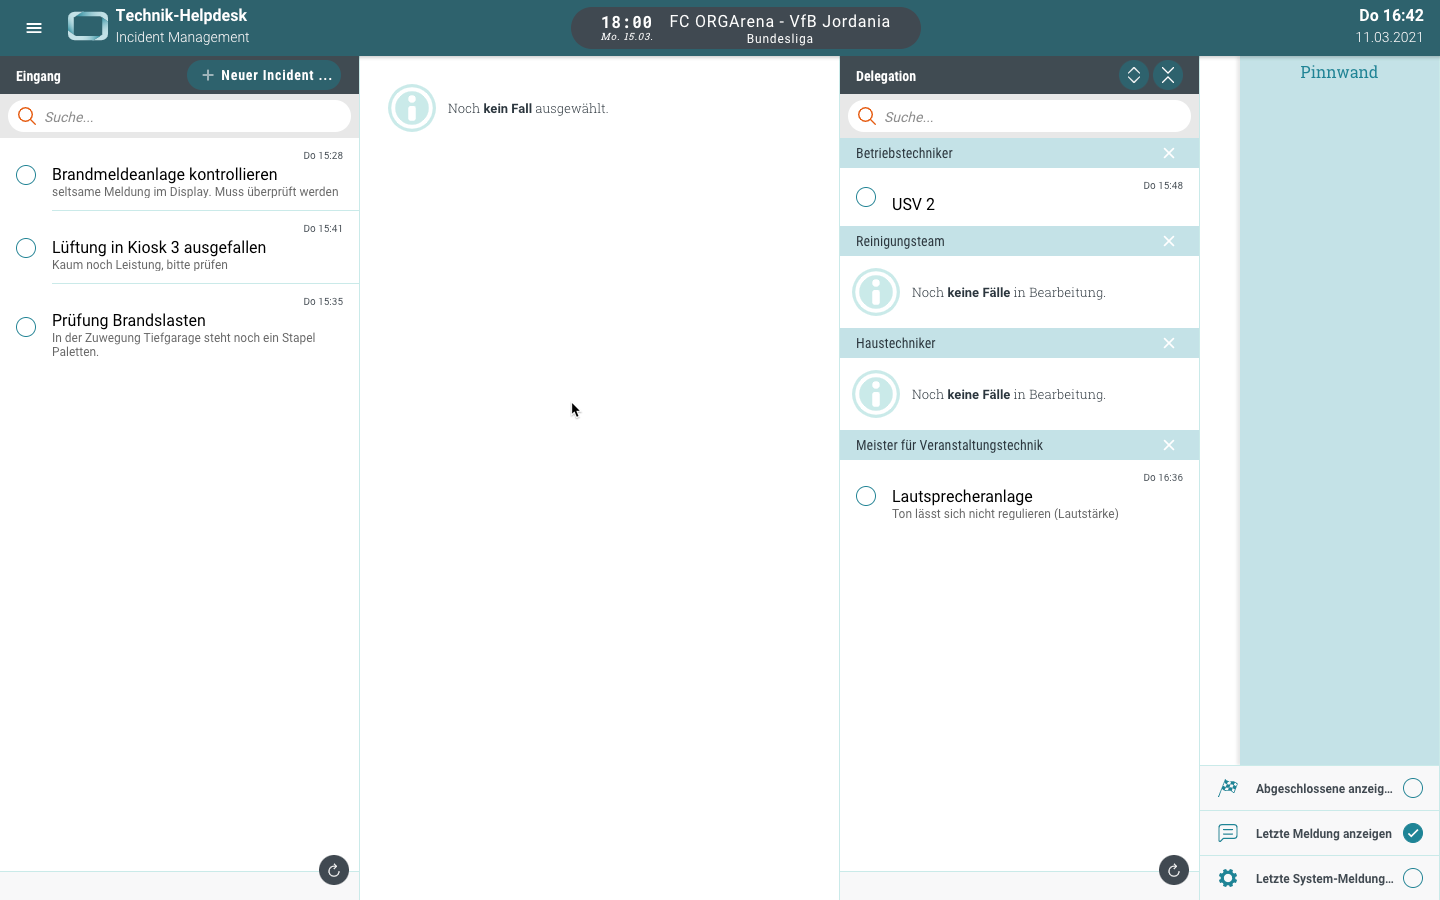 Technik-Helpdesk
Incident Management
18:00
Mo. 15.03.
FC ORGArena - VfB Jordania
Bundesliga
Do 16:42
11.03.2021
Eingang
Neuer Incident ...
Suche...
Do 15:28
Brandmeldeanlage kontrollieren
seltsame Meldung im Display. Muss überprüft werden
Do 15:41
Lüftung in Kiosk 3 ausgefallen
Kaum noch Leistung, bitte prüfen
Do 15:35
Prüfung Brandslasten
In der Zuwegung Tiefgarage steht noch ein Stapel
Paletten.
Noch kein Fall ausgewählt.
Delegation
Suche...
Betriebstechniker
Do 15:48
USV 2
Reinigungsteam
Noch keine Fälle in Bearbeitung.
Haustechniker
Noch keine Fälle in Bearbeitung.
Meister für Veranstaltungstechnik
Do 16:36
Lautsprecheranlage
Ton lässt sich nicht regulieren (Lautstärke)
Pinnwand
Abgeschlossene anzeig...
Letzte Meldung anzeigen
Letzte System-Meldung...